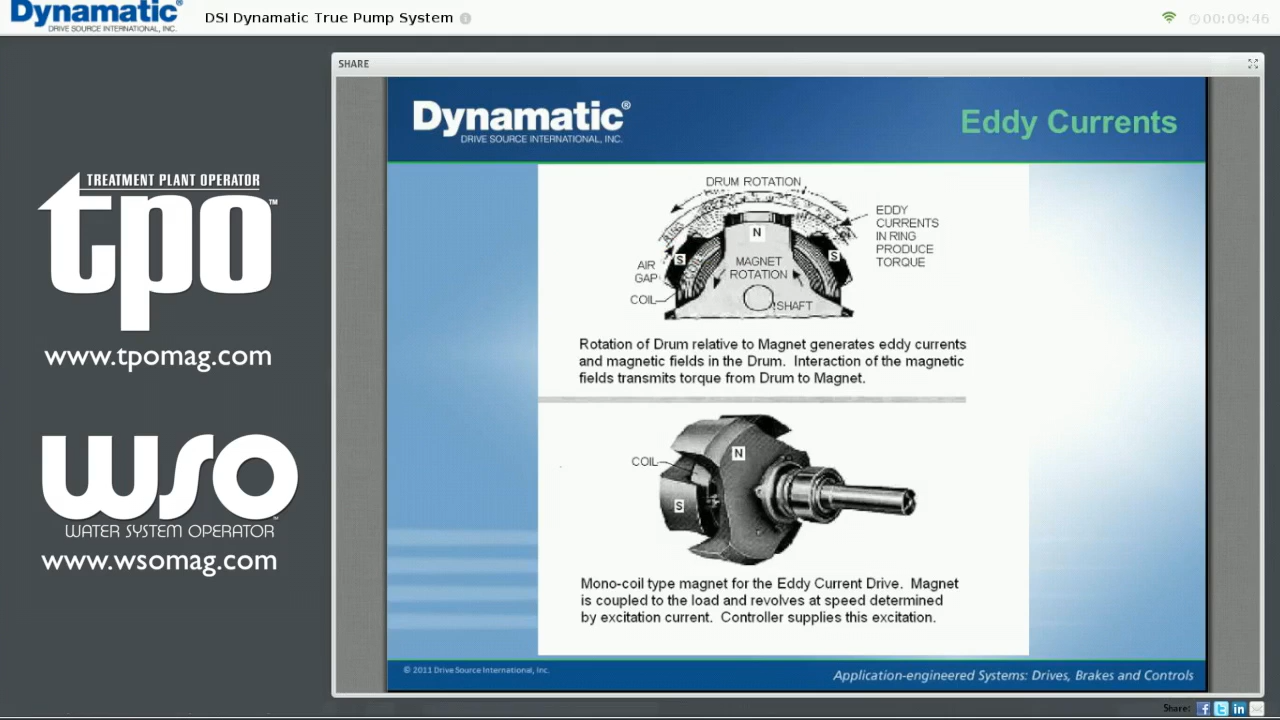 Dynamatic®
DRIVE SOURCE INTERNATIONAL, INC.
DSI Dynamatic True Pump System
00:09:46
SHARE
TREATMENT PLANT OPERATOR
tpo™
www.tpomag.com
wso
WATER SYSTEM OPERATOR
www.wsomag.com
Dynamatic®
DRIVE SOURCE INTERNATIONAL, INC.
Eddy Currents
DRUM ROTATION
EDDY
CURRENTS
IN RING
PRODUCE
TORQUE
RING
N
S
S
COIL
MAGNET
ROTATION
AIR
GAP
COIL
SHAFT
Rotation of Drum relative to Magnet generates eddy currents
and magnetic fields in the Drum. Interaction of the magnetic
fields transmits torque from Drum to Magnet.
COIL
N
S
Mono-coil type magnet for the Eddy Current Drive. Magnet
is coupled to the load and revolves at speed determined
by excitation current. Controller supplies this excitation.
© 2011 Drive Source International, Inc.
Application-engineered Systems: Drives, Brakes and Controls
Share: